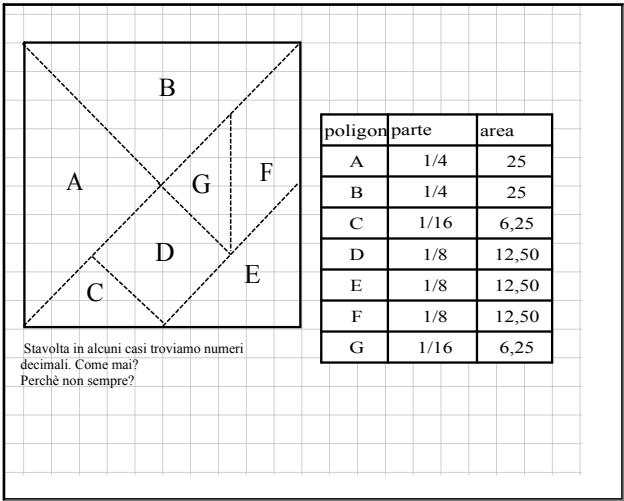 B
A
G
F
D
E
C
poligon parte area
A 1/4 25
B 1/4 25
C 1/16 6,25
D 1/8 12,50
E 1/8 12,50
F 1/8 12,50
G 1/16 6,25
Stavolta in alcuni casi troviamo numeri
decimali. Come mai?
Perchè non sempre?